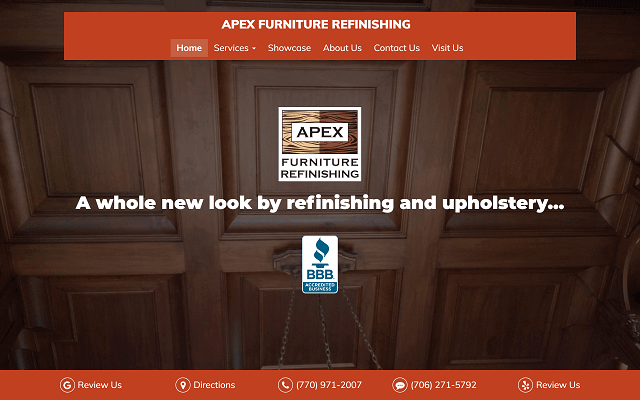 APEX FURNITURE REFINISHING
Home Services Showcase About Us Contact Us Visit Us
APEX
FURNITURE
REFINISHING
A whole new look by refinishing and upholstery...
BBB
ACCREDITED
BUSINESS
Review Us Directions (770) 971-2007 (706) 271-5792 Review Us